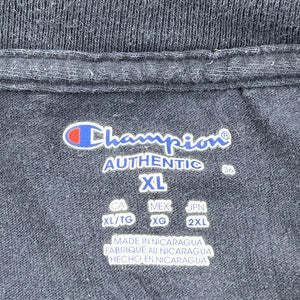 Champion®
AUTHENTIC
XL
CA MEX JPN
XL/TG XG 2XL
MADE IN NICARAGUA
FABRIQUÉ AU NICARAGUA
HECHO EN NICARAGUA